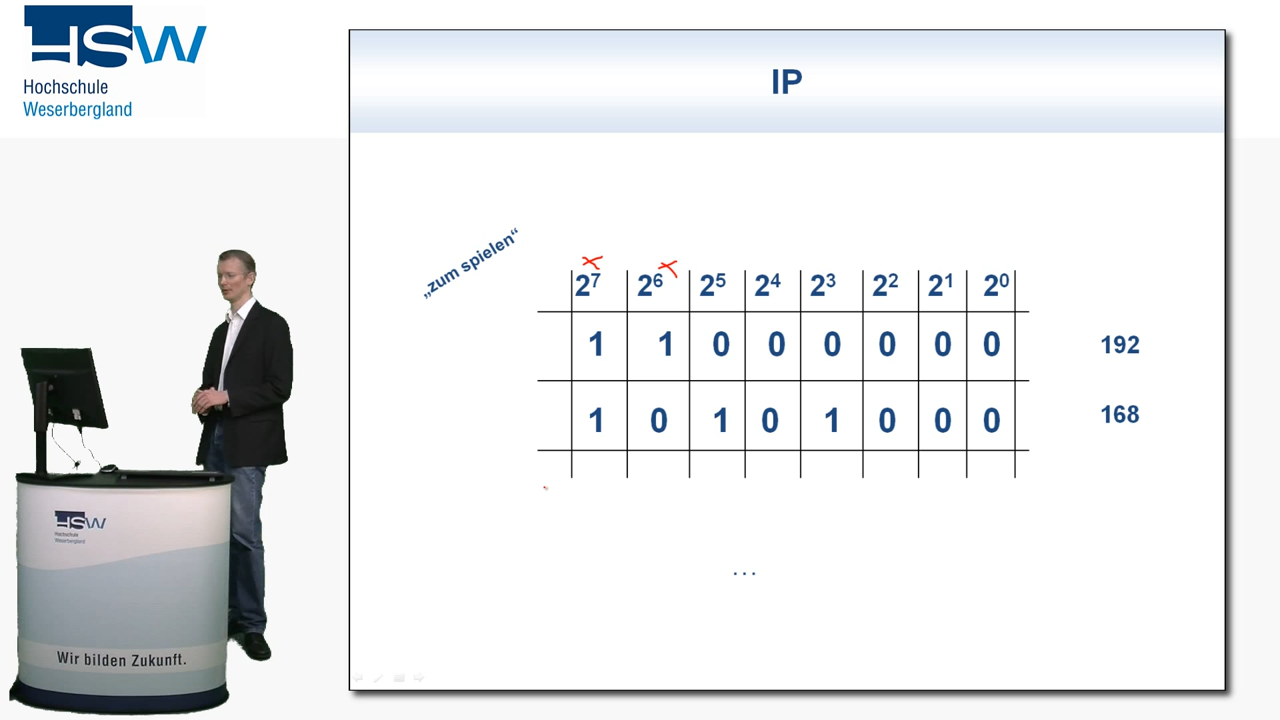 HSW
Hochschule
Weserbergland
IP
„zum spielen“
2⁷ 2⁶ 2⁵ 2⁴ 2³ 2² 2¹ 2⁰
1 1 0 0 0 0 0 0 192
1 0 1 0 1 0 0 0 168
...
HSW
Hochschule
Weserbergland
Wir bilden Zukunft.